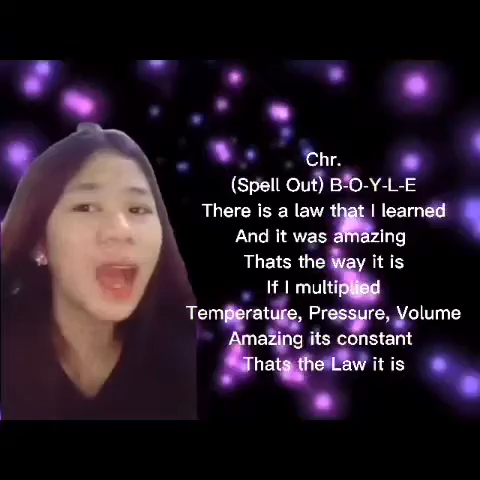 Chr.
(Spell Out) B-O-Y-L-E
There is a law that I learned
And it was amazing
Thats the way it is
If I multiplied
Temperature, Pressure, Volume
Amazing its constant
Thats the Law it is